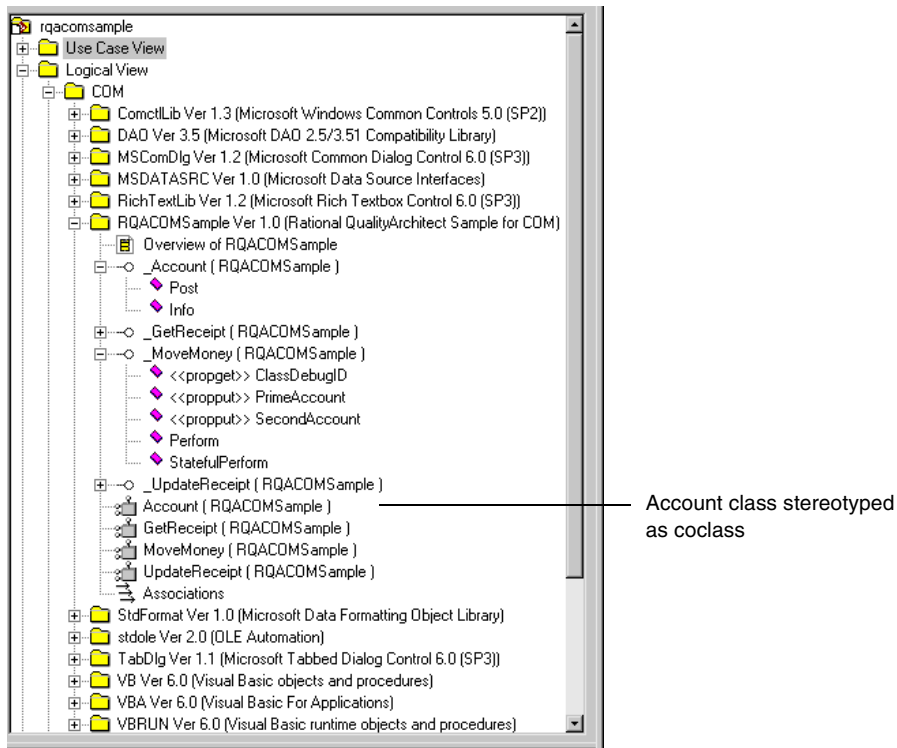 rqacomsample
Use Case View
Logical View
COM
ComctlLib Ver 1.3 (Microsoft Windows Common Controls 5.0 (SP2))
DAO Ver 3.5 (Microsoft DAO 2.5/3.51 Compatibility Library)
MSComDlg Ver 1.2 (Microsoft Common Dialog Control 6.0 (SP3))
MSDATASRC Ver 1.0 (Microsoft Data Source Interfaces)
RichTextLib Ver 1.2 (Microsoft Rich Textbox Control 6.0 (SP3))
RQACOMSample Ver 1.0 (Rational QualityArchitect Sample for COM)
Overview of RQACOMSample
_Account ( RQACOMSample )
Post
Info
_GetReceipt ( RQACOMSample )
_MoveMoney ( RQACOMSample )
<<propget>> ClassDebugID
<<propput>> PrimeAccount
<<propput>> SecondAccount
Perform
StatefulPerform
_UpdateReceipt ( RQACOMSample )
Account ( RQACOMSample )
GetReceipt ( RQACOMSample )
MoveMoney ( RQACOMSample )
UpdateReceipt ( RQACOMSample )
Associations
StdFormat Ver 1.0 (Microsoft Data Formatting Object Library)
stdole Ver 2.0 (OLE Automation)
TabDlg Ver 1.1 (Microsoft Tabbed Dialog Control 6.0 (SP3))
VB Ver 6.0 (Visual Basic objects and procedures)
VBA Ver 6.0 (Visual Basic For Applications)
VBRUN Ver 6.0 (Visual Basic runtime objects and procedures)
Account class stereotyped
as coclass